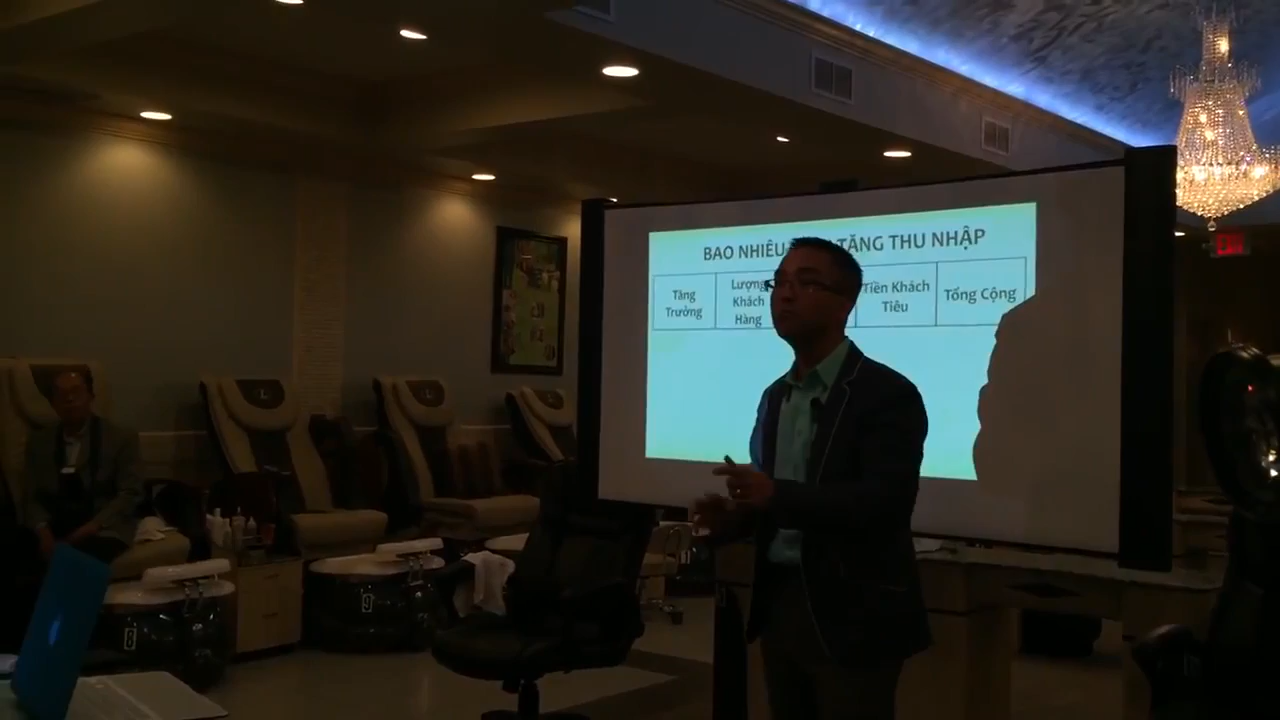 BAO NHIÊU TĂNG THU NHẬP
Tăng
Trưởng
Lượng
Khách
Hàng
Tiền Khách
Tiêu
Tổng Cộng
8
9